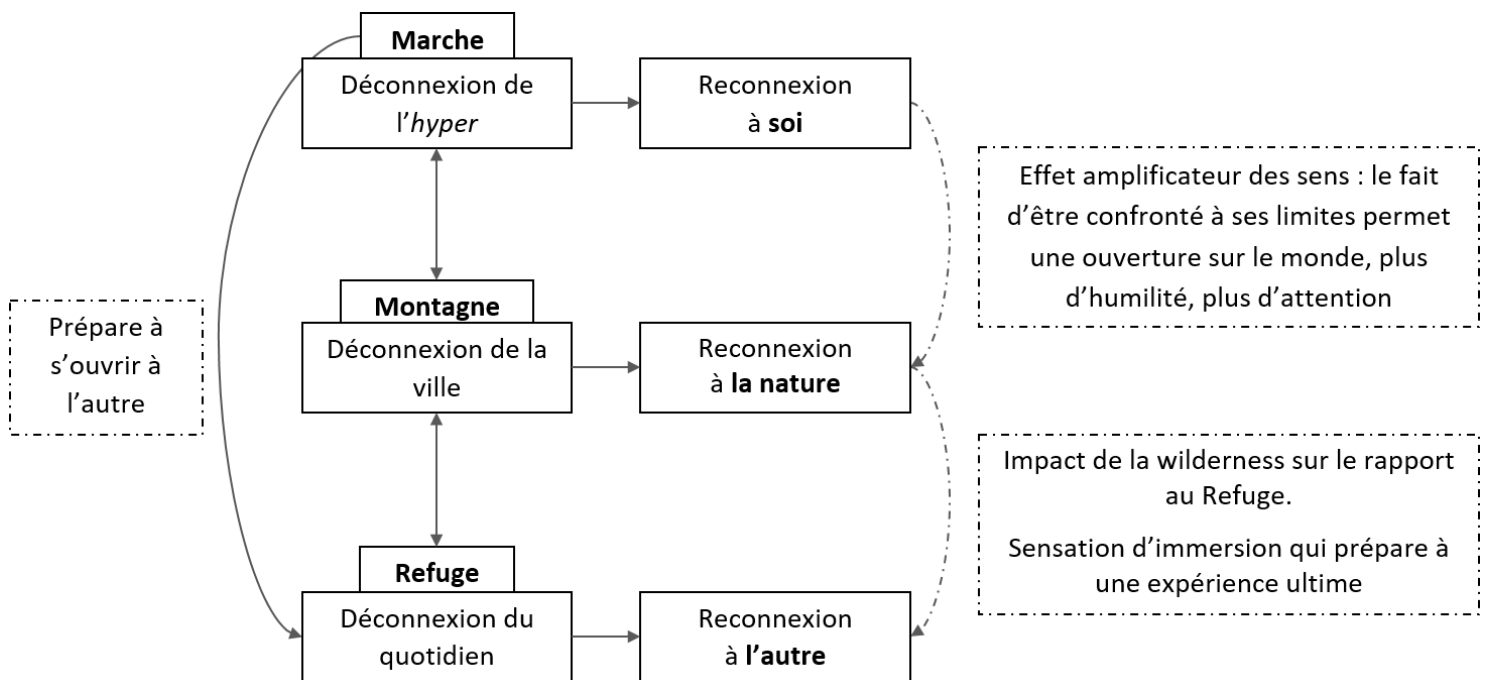 Marche
Déconnexion de
l'hyper
Reconnexion
à soi
Effet amplificateur des sens : le fait
d'être confronté à ses limites permet
une ouverture sur le monde, plus
d'humilité, plus d'attention
Prépare à
s'ouvrir à
l'autre
Montagne
Déconnexion de la
ville
Reconnexion
à la nature
Impact de la wilderness sur le rapport
au Refuge.
Sensation d'immersion qui prépare à
une expérience ultime
Refuge
Déconnexion du
quotidien
Reconnexion
à l'autre